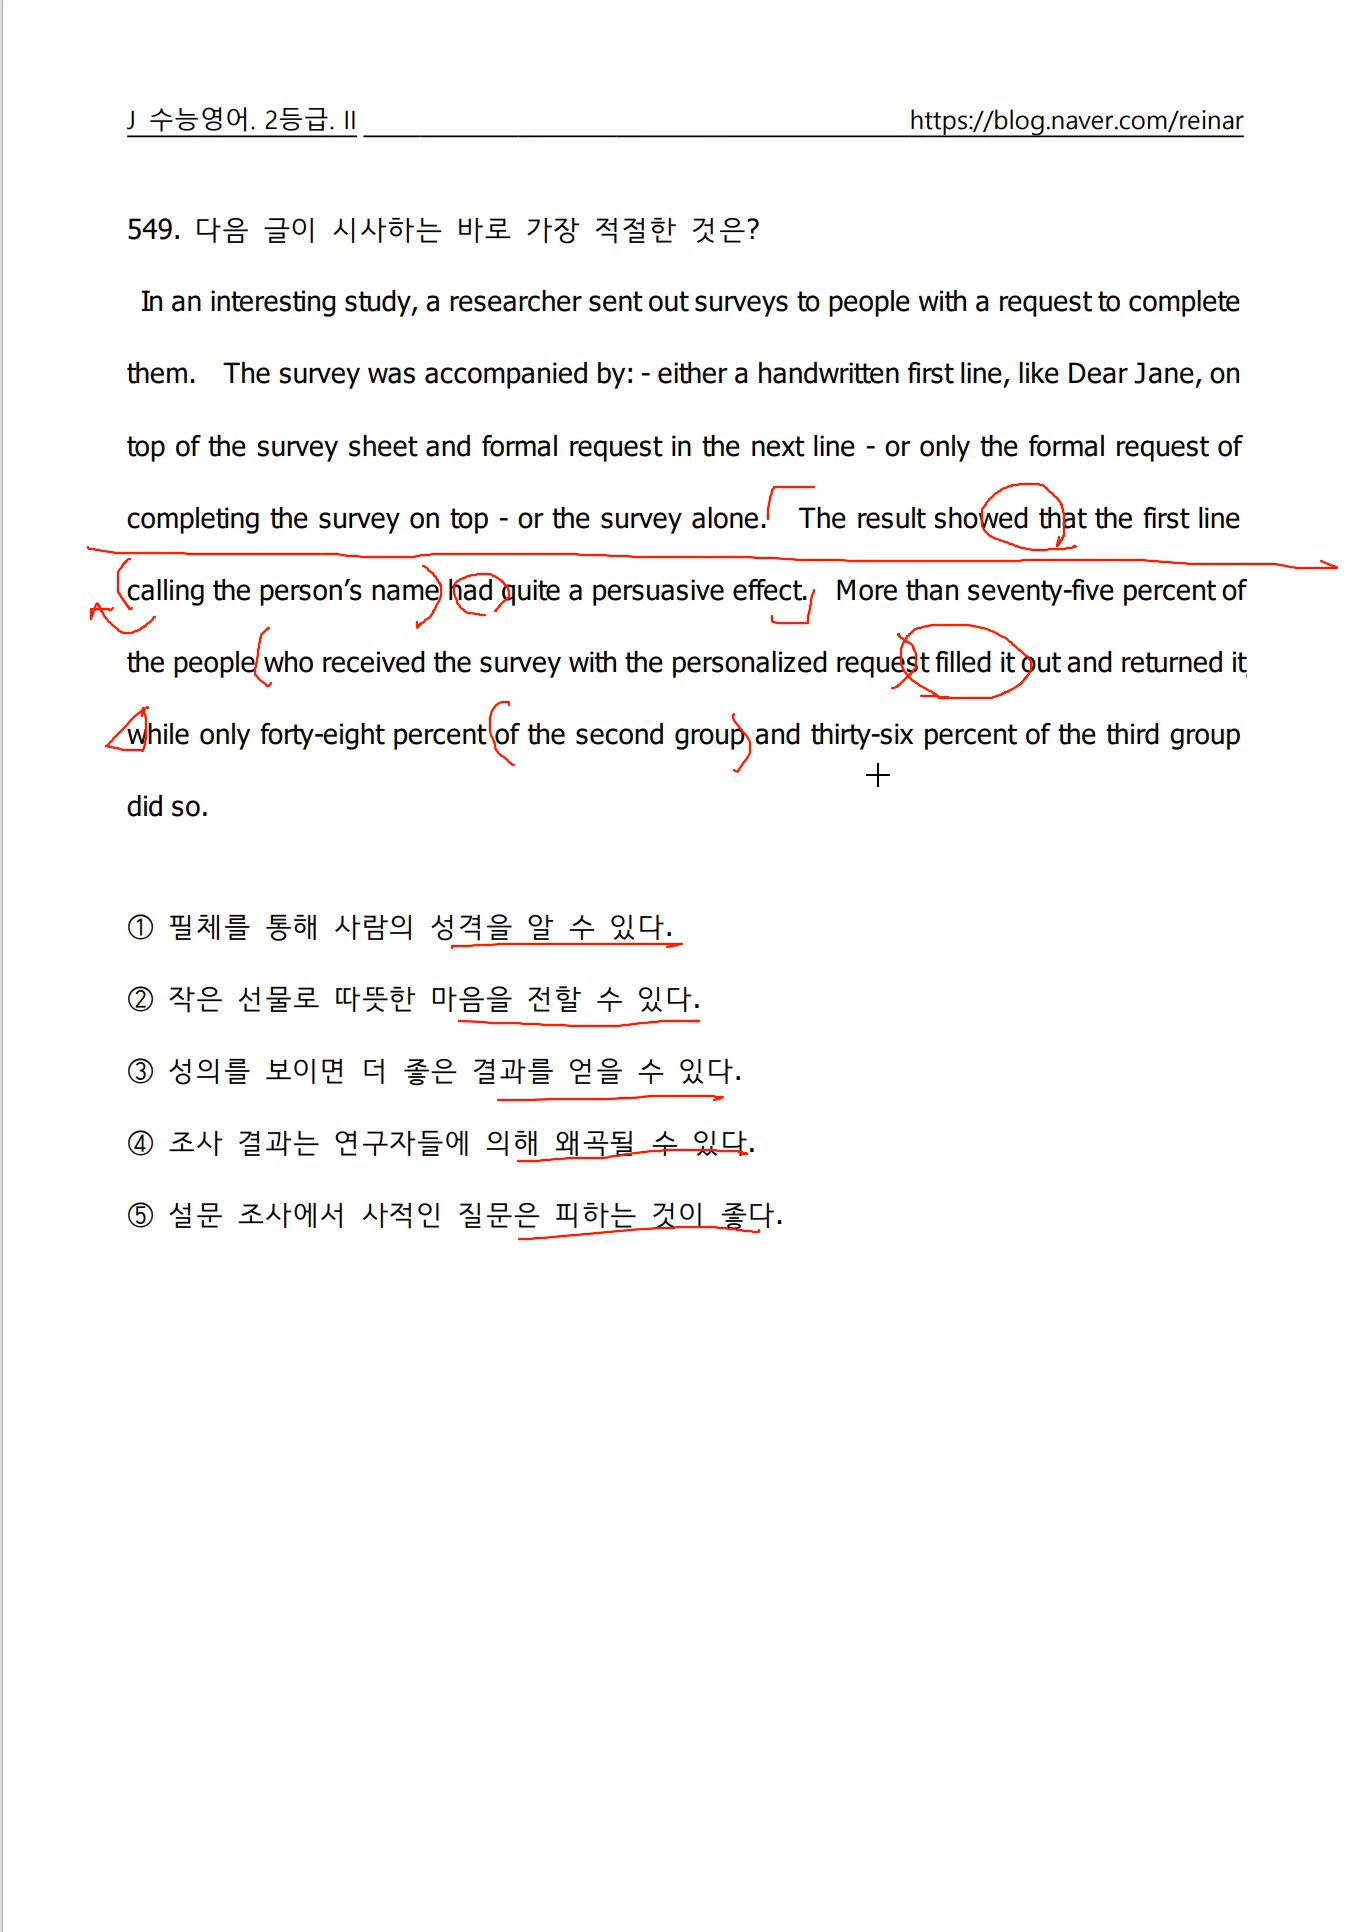 J 수능영어. 2등급. II https://blog.naver.com/reinar
549. 다음 글이 시사하는 바로 가장 적절한 것은?
In an interesting study, a researcher sent out surveys to people with a request to complete
them. The survey was accompanied by: - either a handwritten first line, like Dear Jane, on
top of the survey sheet and formal request in the next line - or only the formal request of
completing the survey on top - or the survey alone. The result showed that the first line
calling the person’s name had quite a persuasive effect. More than seventy-five percent of
the people who received the survey with the personalized request filled it out and returned it,
while only forty-eight percent of the second group and thirty-six percent of the third group
did so.
① 필체를 통해 사람의 성격을 알 수 있다.
② 작은 선물로 따뜻한 마음을 전할 수 있다.
③ 성의를 보이면 더 좋은 결과를 얻을 수 있다.
④ 조사 결과는 연구자들에 의해 왜곡될 수 있다.
⑤ 설문 조사에서 사적인 질문은 피하는 것이 좋다.